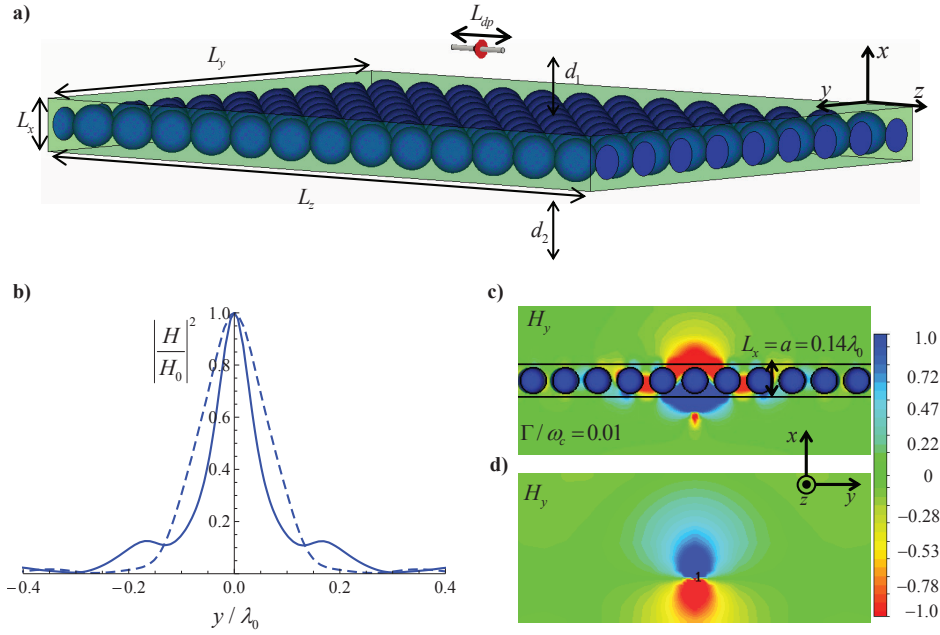 a)
L_dp
L_y
d_1
x
y
z
L_x
L_z
d_2
b)
|H/H_0|^2
1.0
0.8
0.6
0.4
0.2
−0.4
−0.2
0.0
0.2
0.4
y / λ_0
c)
H_y
L_x = a = 0.14λ_0
Γ / ω_c = 0.01
x
d)
H_y
z
y
1
1.0
0.72
0.44
0.22
0
−0.28
−0.53
−0.78
−1.0